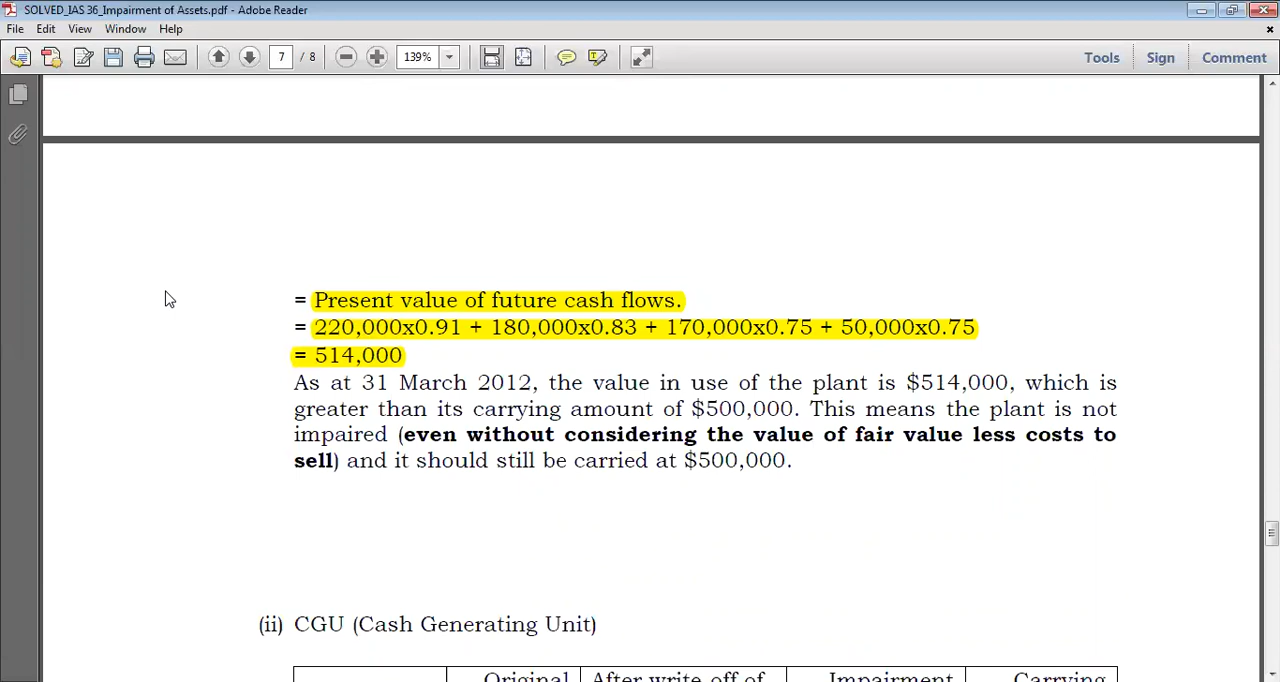 SOLVED_IAS 36_Impairment of Assets.pdf - Adobe Reader
File Edit View Window Help
7 / 8 139% Tools Sign Comment
= Present value of future cash flows.
= 220,000x0.91 + 180,000x0.83 + 170,000x0.75 + 50,000x0.75
= 514,000
As at 31 March 2012, the value in use of the plant is $514,000, which is
greater than its carrying amount of $500,000. This means the plant is not
impaired (even without considering the value of fair value less costs to
sell) and it should still be carried at $500,000.
(ii) CGU (Cash Generating Unit)
Original After write-off of Impairment Carrying